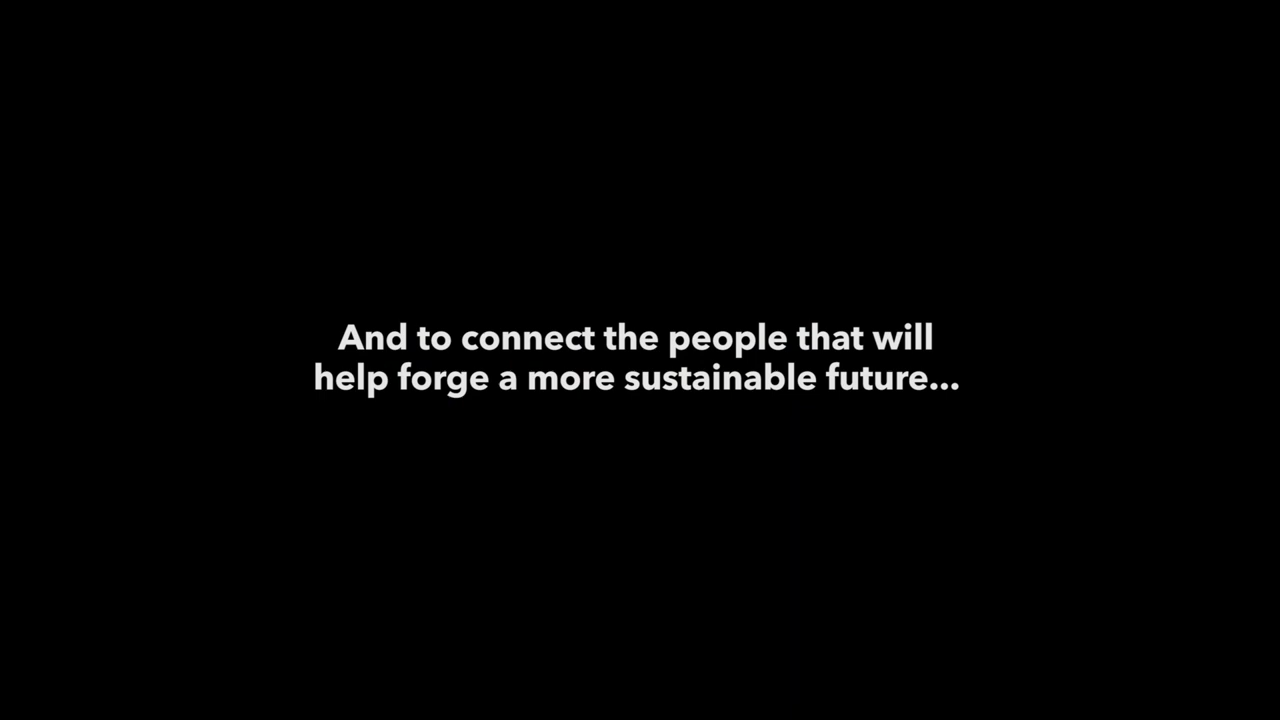 And to connect the people that will
help forge a more sustainable future...